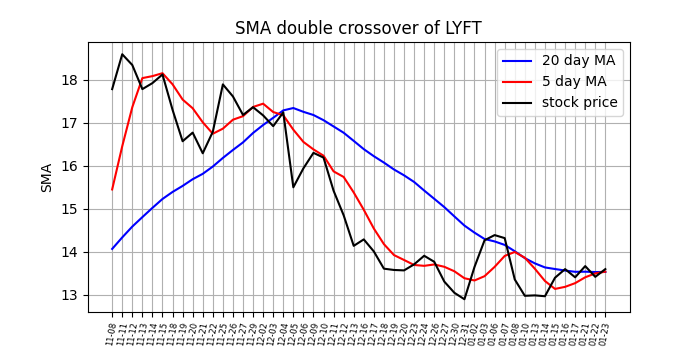 SMA double crossover of LYFT
20 day MA
5 day MA
stock price
SMA
18
17
16
15
14
13
11-08 11-11 11-12 11-13 11-14 11-15 11-18 11-19 11-20 11-21 11-22 11-25 11-26 11-27 11-29 12-02 12-03 12-04 12-05 12-06 12-09 12-10 12-11 12-12 12-13 12-16 12-17 12-18 12-19 12-20 12-23 12-24 12-26 12-27 12-30 12-31 01-02 01-03 01-06 01-07 01-08 01-10 01-13 01-14 01-15 01-16 01-17 01-21 01-22 01-23